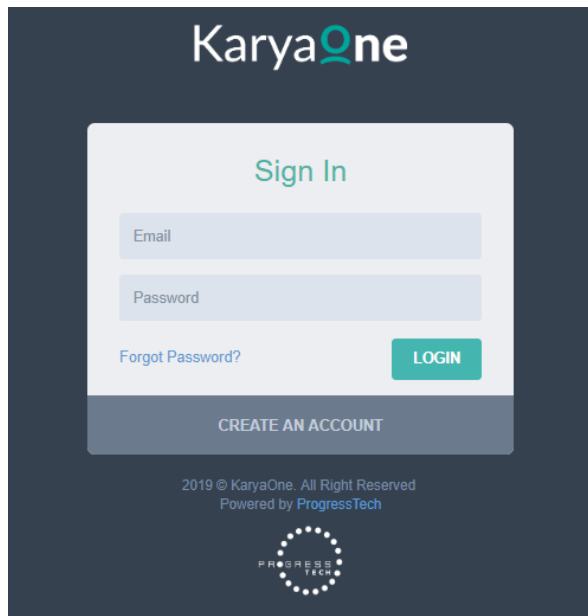 KaryaOne
Sign In
Email
Password
Forgot Password?
LOGIN
CREATE AN ACCOUNT
2019 © KaryaOne. All Right Reserved
Powered by ProgressTech
PROGRESS
TECH